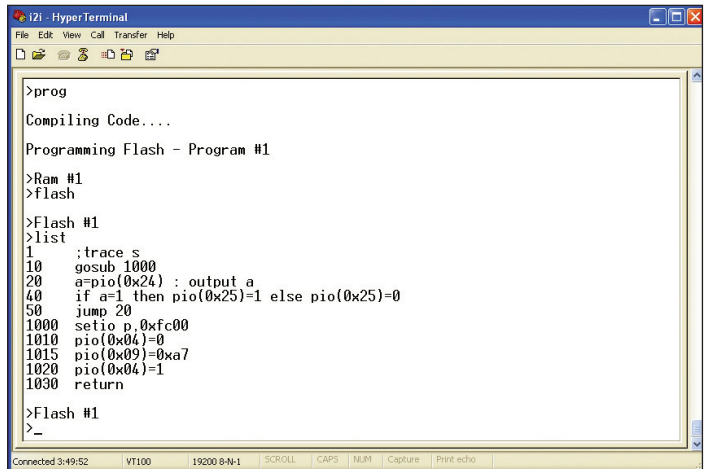 i2i - HyperTerminal
File Edit View Call Transfer Help
>prog
Compiling Code....
Programming Flash - Program #1
>Ram #1
>flash
>Flash #1
>list
1 ;trace s
10 gosub 1000
20 a=pio(0x24) : output a
40 if a=1 then pio(0x25)=1 else pio(0x25)=0
50 jump 20
1000 setio p,0xfc00
1010 pio(0x04)=0
1015 pio(0x09)=0xa7
1020 pio(0x04)=1
1030 return
>Flash #1
>_
Connected 3:49:52 VT100 19200 8-N-1 SCROLL CAPS NUM Capture Print echo